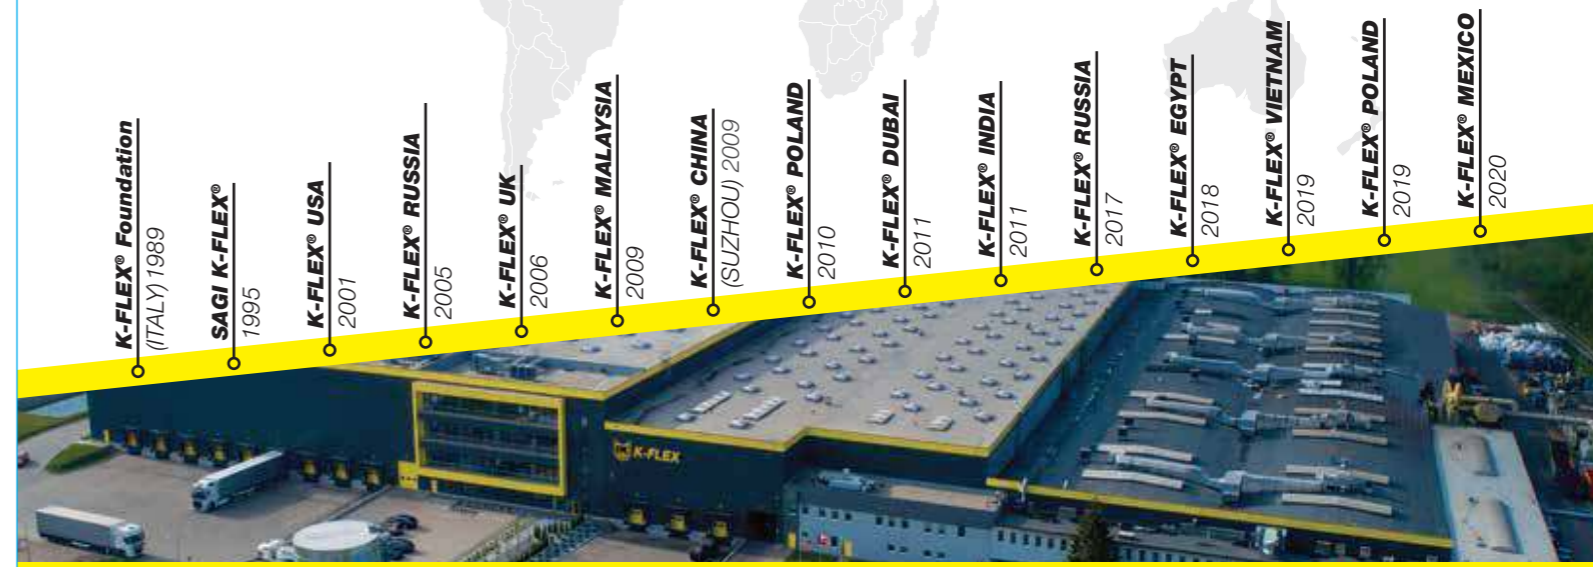 K-FLEX® Foundation
(ITALY) 1989
SAGI K-FLEX®
1995
K-FLEX® USA
2001
K-FLEX® RUSSIA
2005
K-FLEX® UK
2006
K-FLEX® MALAYSIA
2009
K-FLEX® CHINA
(SUZHOU) 2009
K-FLEX® POLAND
2010
K-FLEX® DUBAI
2011
K-FLEX® INDIA
2011
K-FLEX® RUSSIA
2017
K-FLEX® EGYPT
2018
K-FLEX® VIETNAM
2019
K-FLEX® POLAND
2019
K-FLEX® MEXICO
2020
K-FLEX